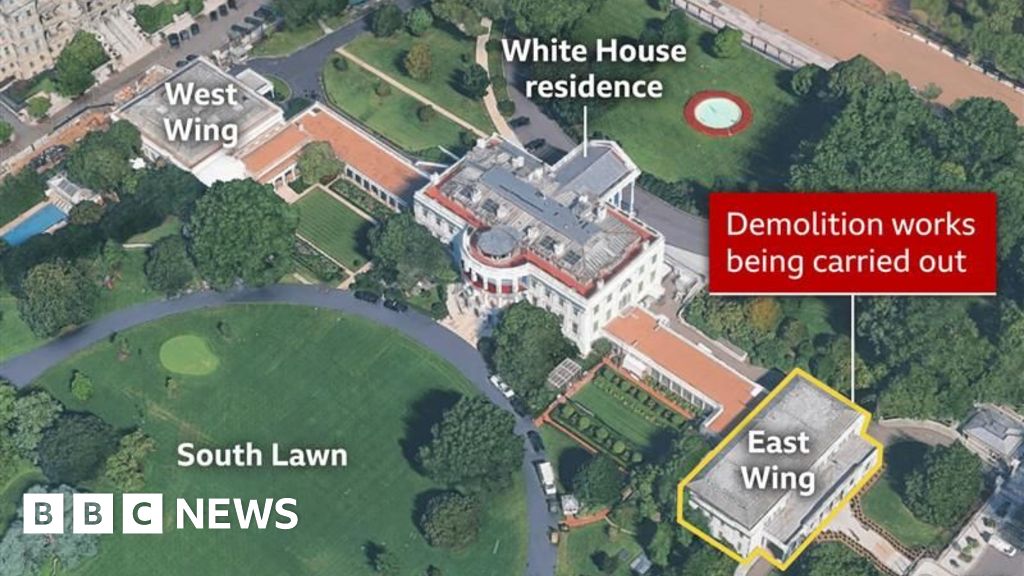 White House
residence
West
Wing
Demolition works
being carried out
East
Wing
South Lawn
BBC NEWS